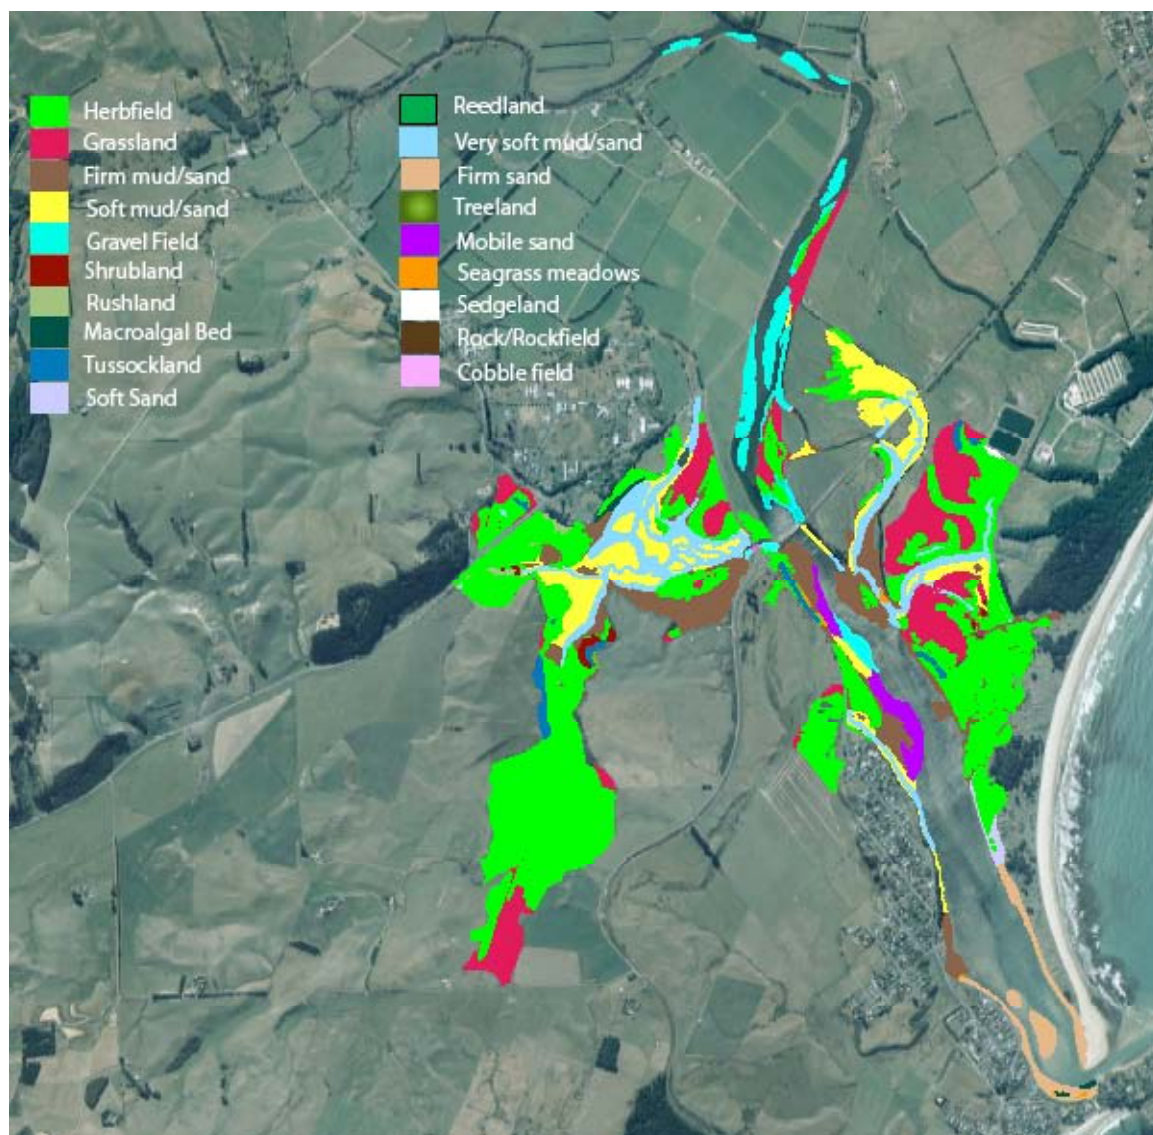 Herbfield
Grassland
Firm mud/sand
Soft mud/sand
Gravel Field
Shrubland
Rushland
Macroalgal Bed
Tussockland
Soft Sand
Reedland
Very soft mud/sand
Firm sand
Treeland
Mobile sand
Seagrass meadows
Sedgeland
Rock/Rockfield
Cobble field